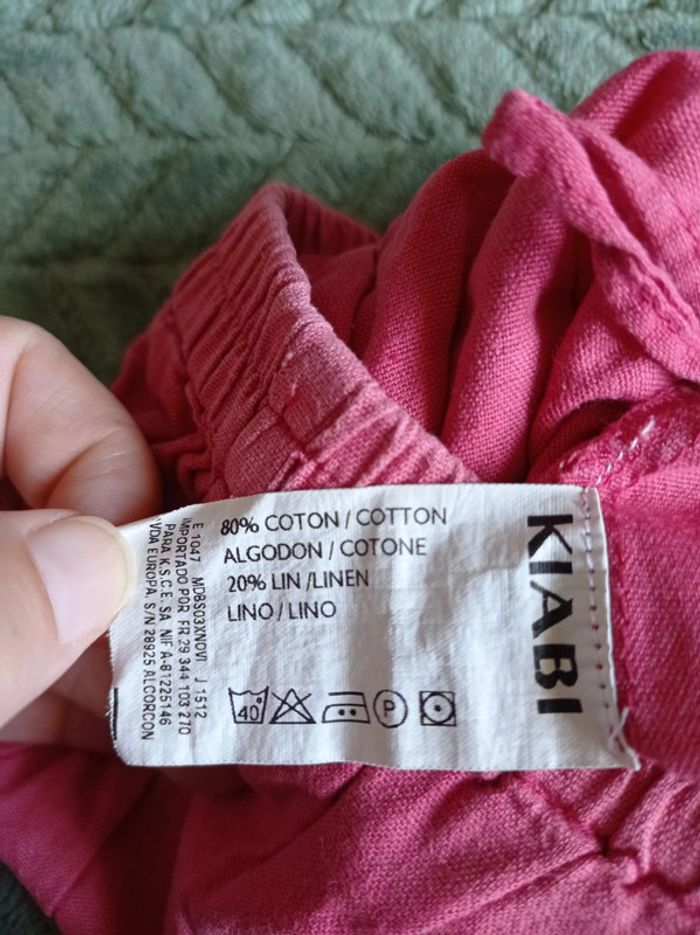 80% COTON / COTTON
ALGODON / COTONE
20% LIN /LINEN
LINO / LINO
40
P
KIABI
E 1047 MDBS03XNOVI J 1512
IMPORTADO POR FR 29 344 103 270
PARA K.S.C.E. SA NIF A-81225146
VDA EUROPA. S/N 28925 ALCORCON